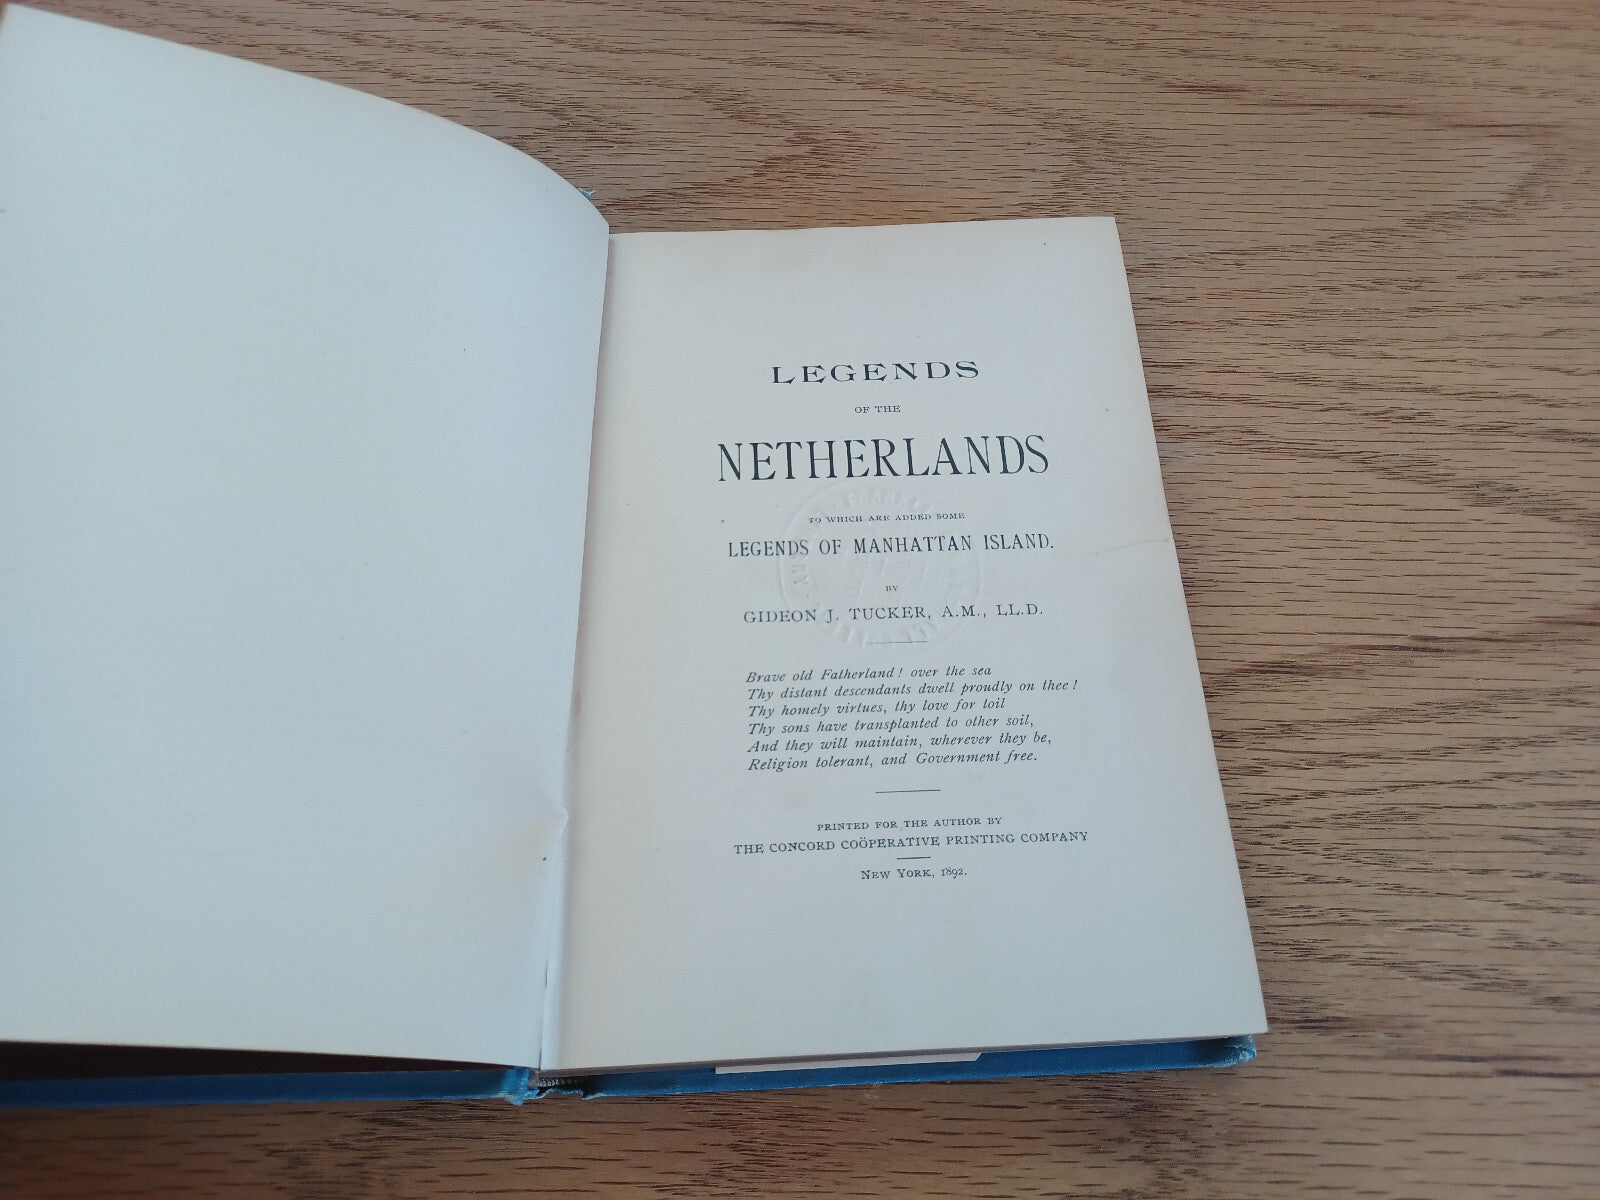 LEGENDS
OF THE
NETHERLANDS
TO WHICH ARE ADDED SOME
LEGENDS OF MANHATTAN ISLAND.
BY
GIDEON J. TUCKER, A.M., LL.D.
Brave old Fatherland! over the sea
Thy distant descendants dwell proudly on thee!
Thy homely virtues, thy love for toil
Thy sons have transplanted to other soil,
And they will maintain, wherever they be,
Religion tolerant, and Government free.
PRINTED FOR THE AUTHOR BY
THE CONCORD COÖPERATIVE PRINTING COMPANY
NEW YORK, 1892.